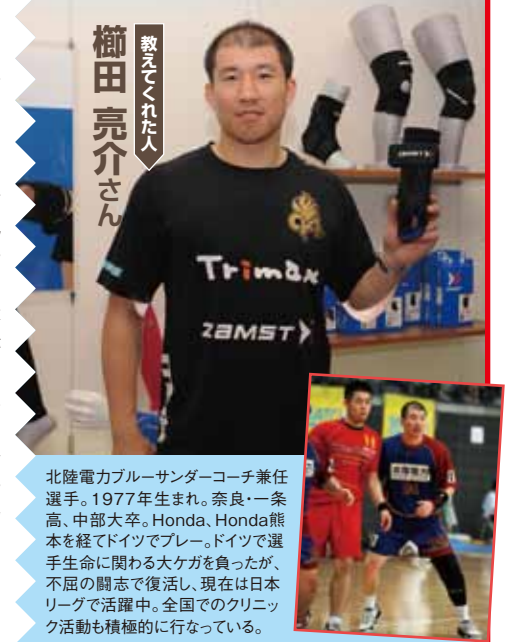 教えてくれた人
櫛田 亮介さん
Trimax
ZAMST
ZAMST
北陸電力ブルーサンダーコーチ兼任
選手。1977年生まれ。奈良・一条
高、中部大卒。Honda、Honda熊
本を経てドイツでプレー。ドイツで選
手生命に関わる大ケガを負ったが、
不屈の闘志で復活し、現在は日本
リーグで活躍中。全国でのクリニッ
ク活動も積極的に行なっている。
北陸電力